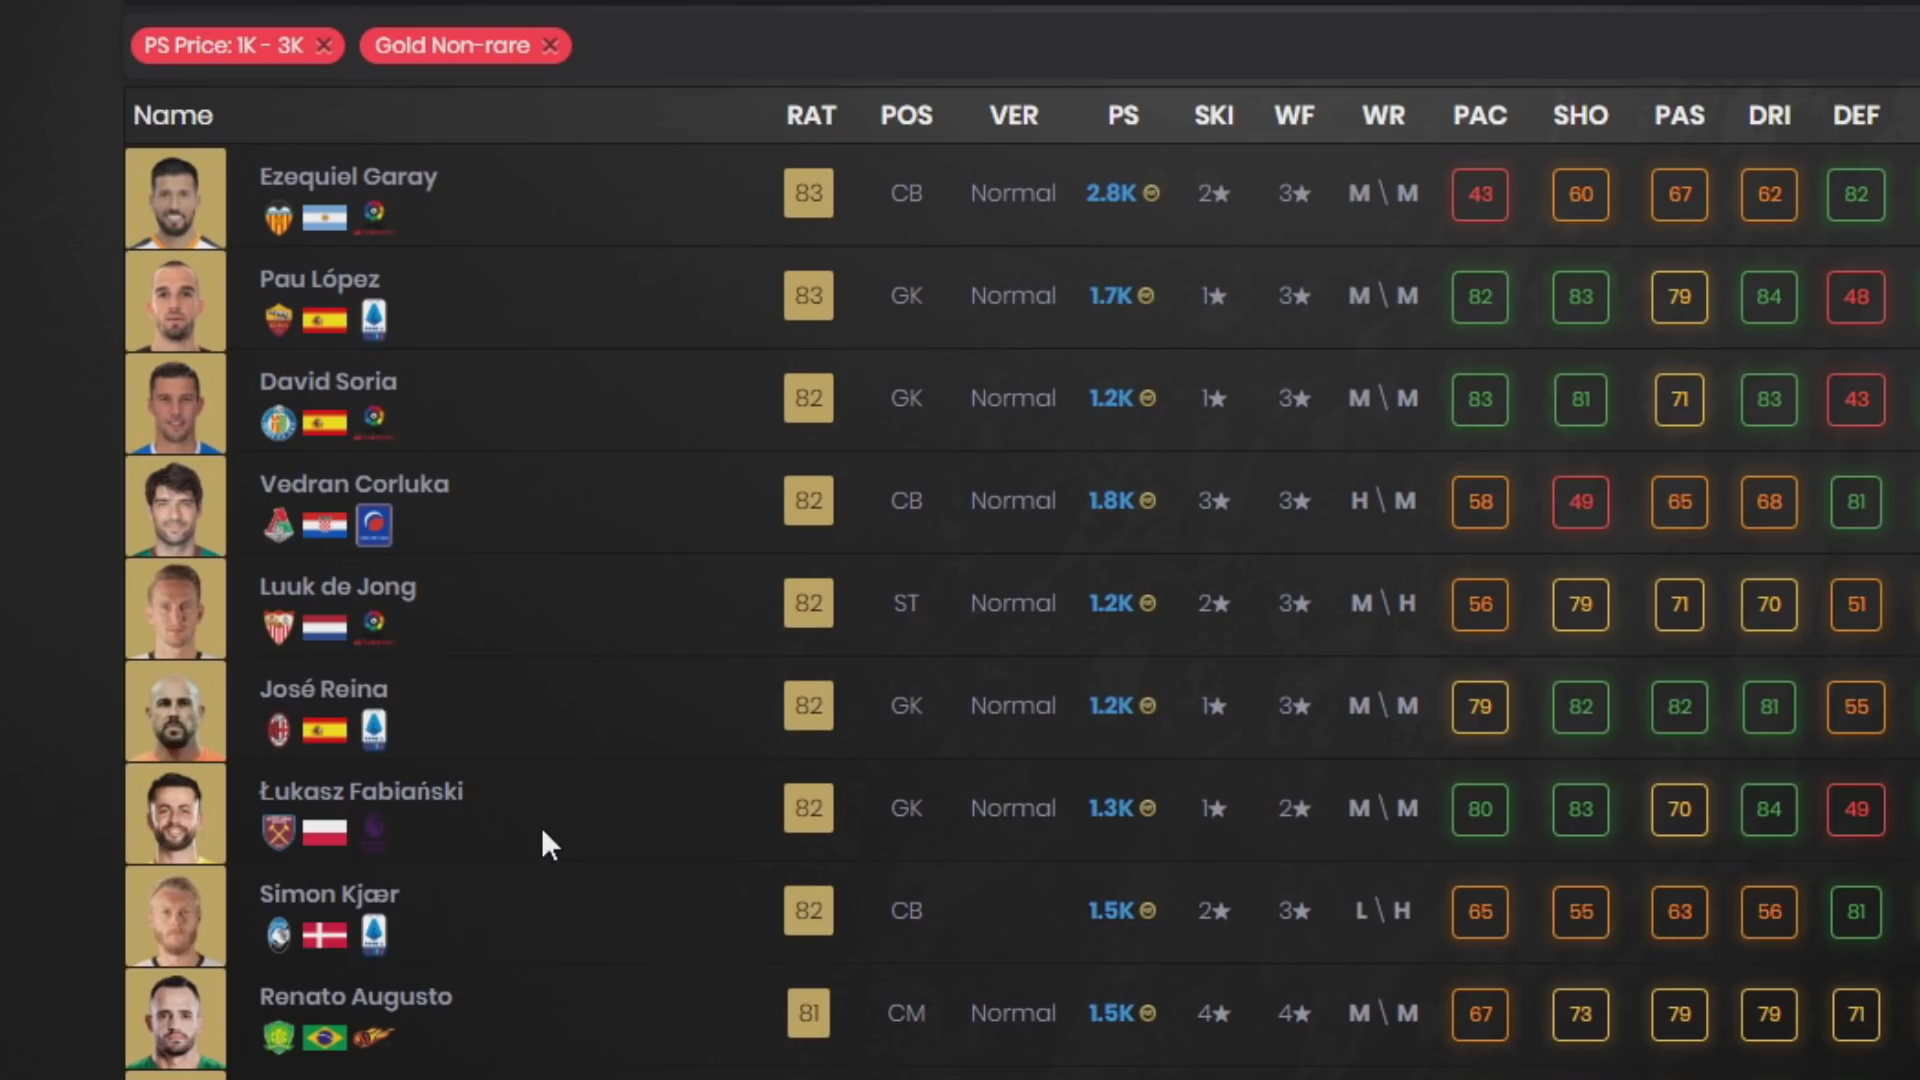 PS Price: 1K - 3K ✕ Gold Non-rare ✕
Name RAT POS VER PS SKI WF WR PAC SHO PAS DRI DEF
Ezequiel Garay 83 CB Normal 2.8K 2★ 3★ M \ M 43 60 67 62 82
Pau López 83 GK Normal 1.7K 1★ 3★ M \ M 82 83 79 84 48
David Soria 82 GK Normal 1.2K 1★ 3★ M \ M 83 81 71 83 43
Vedran Corluka 82 CB Normal 1.8K 3★ 3★ H \ M 58 49 65 68 81
Luuk de Jong 82 ST Normal 1.2K 2★ 3★ M \ H 56 79 71 70 51
José Reina 82 GK Normal 1.2K 1★ 3★ M \ M 79 82 82 81 55
Łukasz Fabiański 82 GK Normal 1.3K 1★ 2★ M \ M 80 83 70 84 49
Simon Kjær 82 CB 1.5K 2★ 3★ L \ H 65 55 63 56 81
Renato Augusto 81 CM Normal 1.5K 4★ 4★ M \ M 67 73 79 79 71